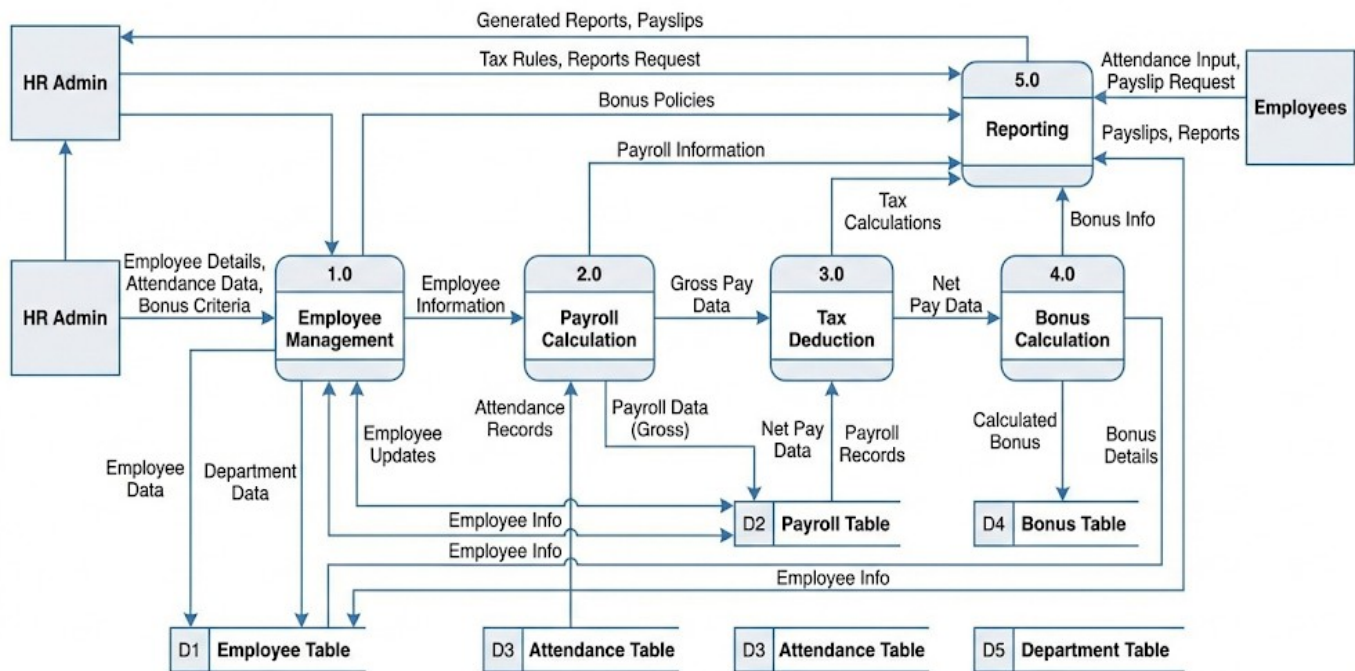 Generated Reports, Payslips
HR Admin
Tax Rules, Reports Request
Bonus Policies
Payroll Information
5.0
Reporting
Attendance Input,
Payslip Request
Employees
Payslips, Reports
Tax
Calculations
Bonus Info
HR Admin
Employee Details,
Attendance Data,
Bonus Criteria
1.0
Employee
Management
Employee
Information
2.0
Payroll
Calculation
Gross Pay
Data
3.0
Tax
Deduction
Net
Pay Data
4.0
Bonus
Calculation
Employee
Data
Department
Data
Employee
Updates
Attendance
Records
Payroll Data
(Gross)
Net Pay
Data
Payroll
Records
Calculated
Bonus
Bonus
Details
D2 Payroll Table
D4 Bonus Table
Employee Info
Employee Info
Employee Info
D1 Employee Table
D3 Attendance Table
D3 Attendance Table
D5 Department Table